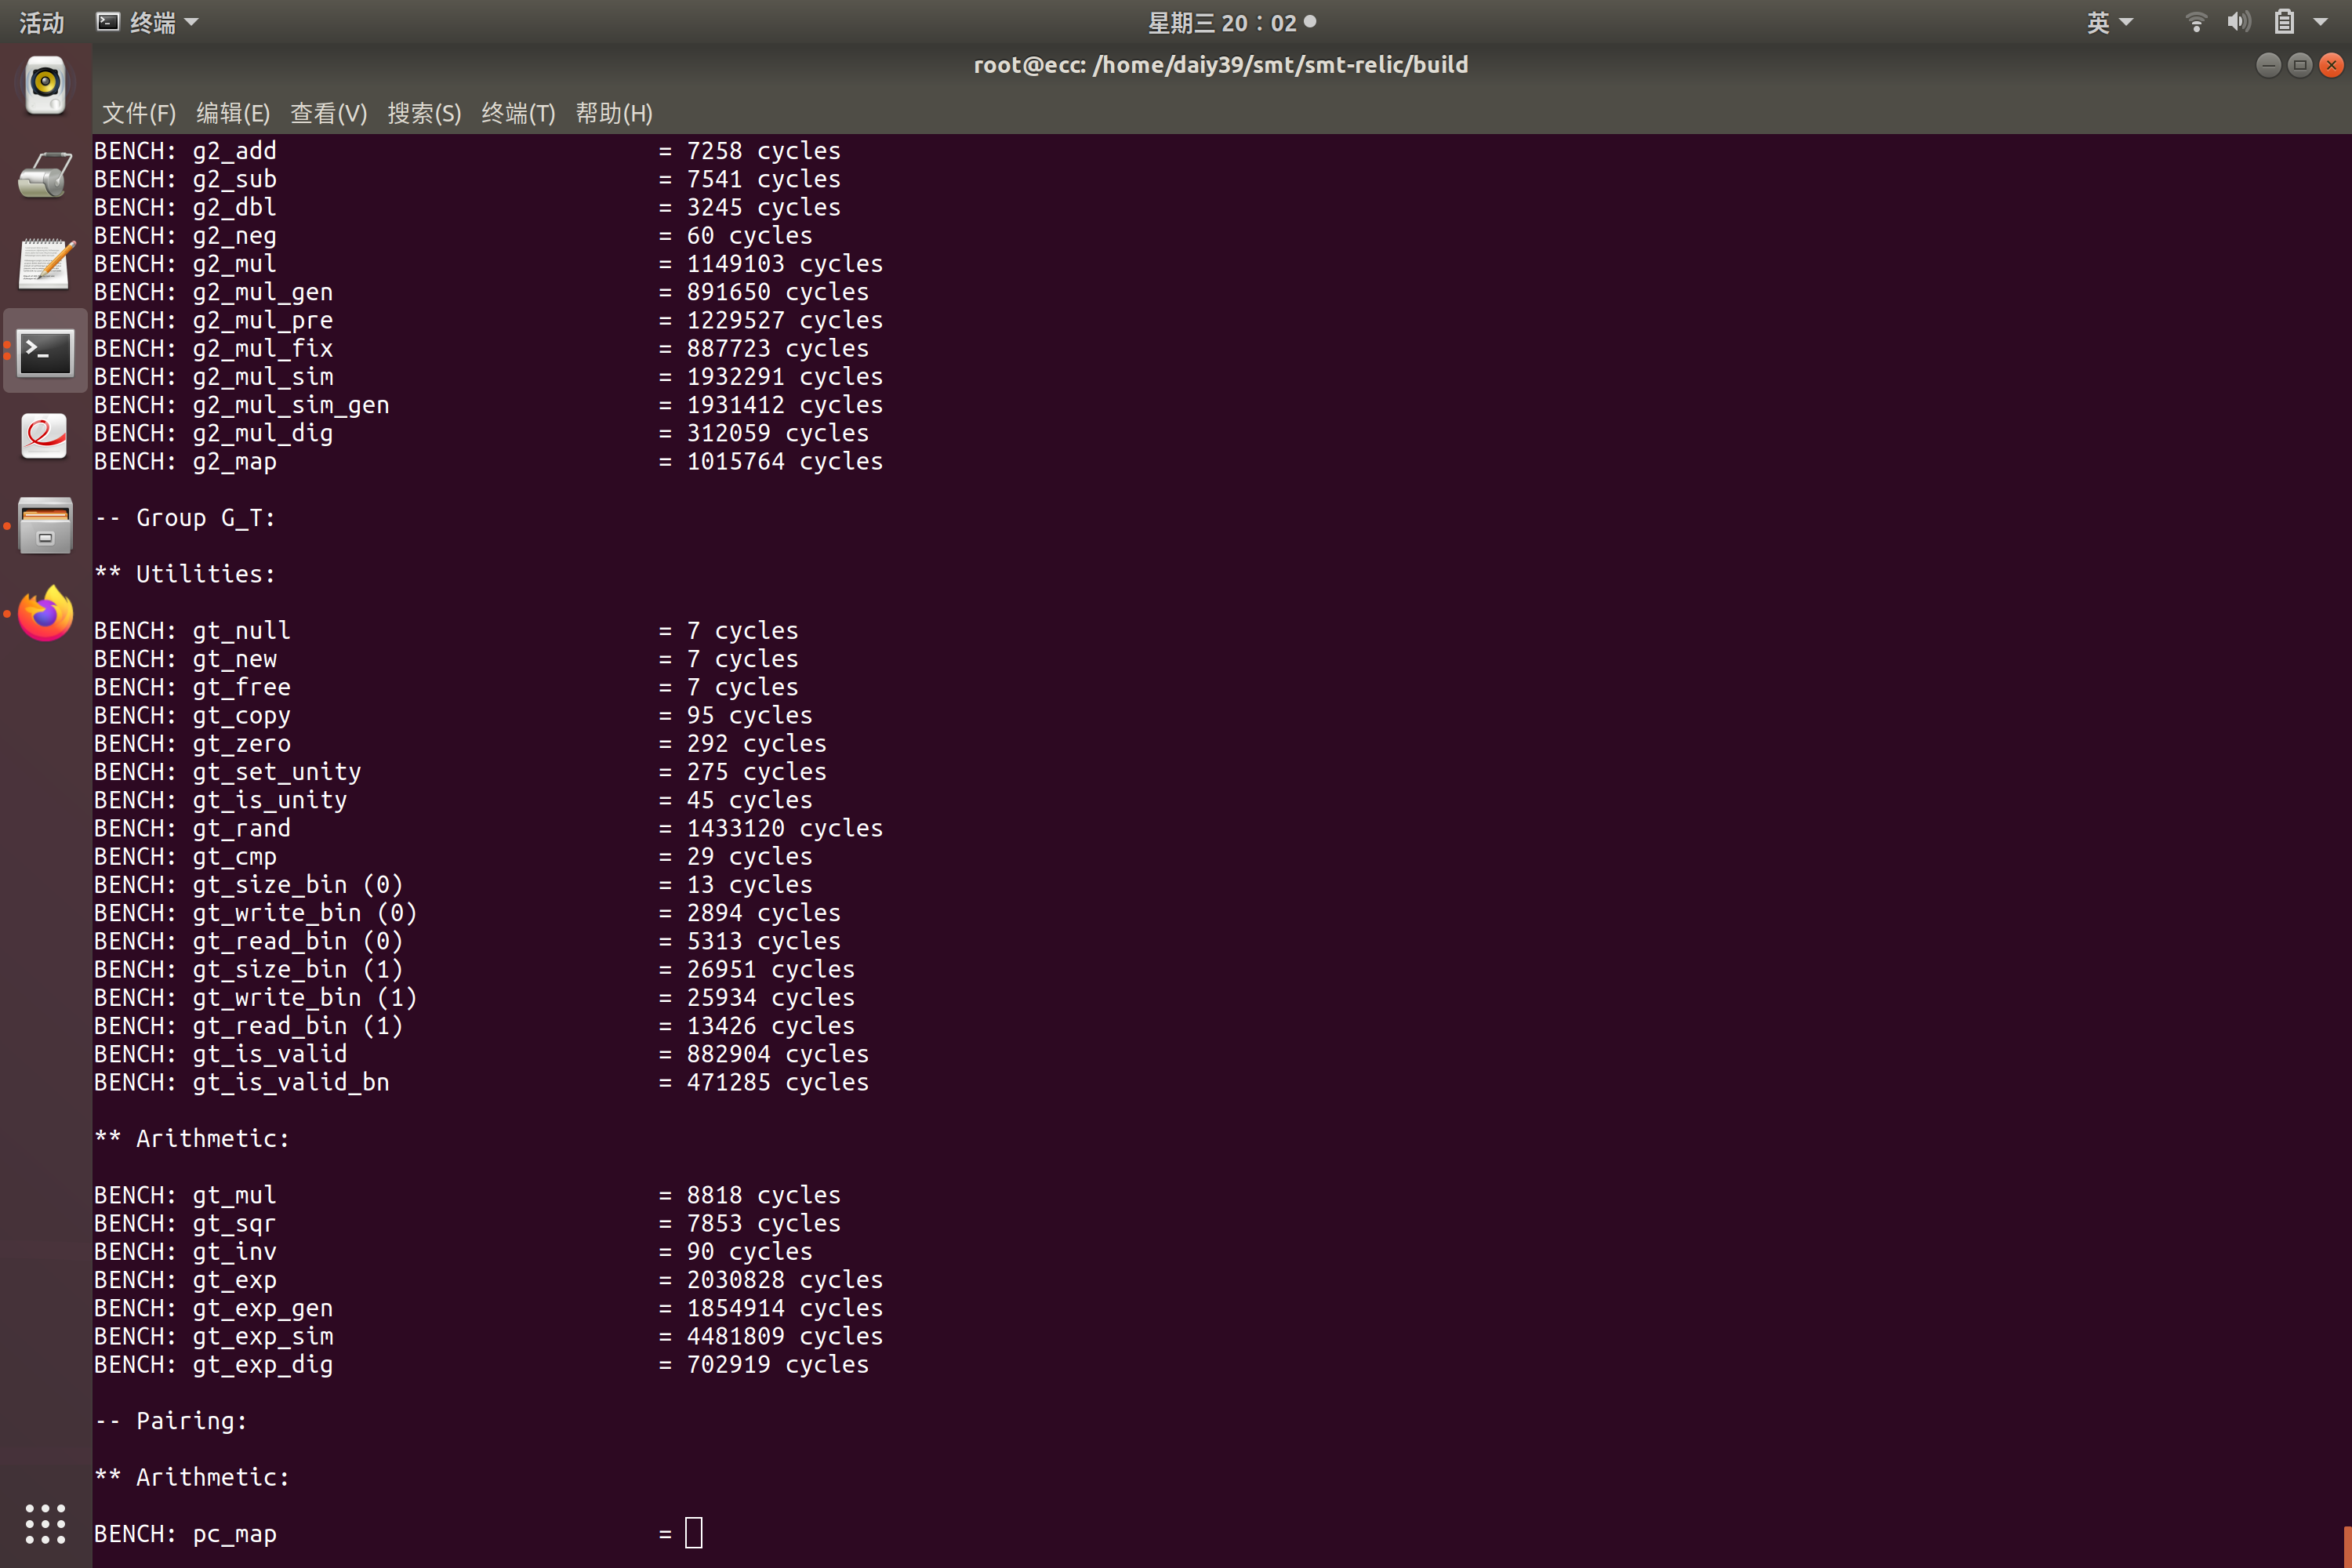 活动 终端 星期三 20：02 英
root@ecc: /home/daiy39/smt/smt-relic/build
文件(F) 编辑(E) 查看(V) 搜索(S) 终端(T) 帮助(H)
BENCH: g2_add = 7258 cycles
BENCH: g2_sub = 7541 cycles
BENCH: g2_dbl = 3245 cycles
BENCH: g2_neg = 60 cycles
BENCH: g2_mul = 1149103 cycles
BENCH: g2_mul_gen = 891650 cycles
BENCH: g2_mul_pre = 1229527 cycles
BENCH: g2_mul_fix = 887723 cycles
BENCH: g2_mul_sim = 1932291 cycles
BENCH: g2_mul_sim_gen = 1931412 cycles
BENCH: g2_mul_dig = 312059 cycles
BENCH: g2_map = 1015764 cycles
-- Group G_T:
** Utilities:
BENCH: gt_null = 7 cycles
BENCH: gt_new = 7 cycles
BENCH: gt_free = 7 cycles
BENCH: gt_copy = 95 cycles
BENCH: gt_zero = 292 cycles
BENCH: gt_set_unity = 275 cycles
BENCH: gt_is_unity = 45 cycles
BENCH: gt_rand = 1433120 cycles
BENCH: gt_cmp = 29 cycles
BENCH: gt_size_bin (0) = 13 cycles
BENCH: gt_write_bin (0) = 2894 cycles
BENCH: gt_read_bin (0) = 5313 cycles
BENCH: gt_size_bin (1) = 26951 cycles
BENCH: gt_write_bin (1) = 25934 cycles
BENCH: gt_read_bin (1) = 13426 cycles
BENCH: gt_is_valid = 882904 cycles
BENCH: gt_is_valid_bn = 471285 cycles
** Arithmetic:
BENCH: gt_mul = 8818 cycles
BENCH: gt_sqr = 7853 cycles
BENCH: gt_inv = 90 cycles
BENCH: gt_exp = 2030828 cycles
BENCH: gt_exp_gen = 1854914 cycles
BENCH: gt_exp_sim = 4481809 cycles
BENCH: gt_exp_dig = 702919 cycles
-- Pairing:
** Arithmetic:
BENCH: pc_map =